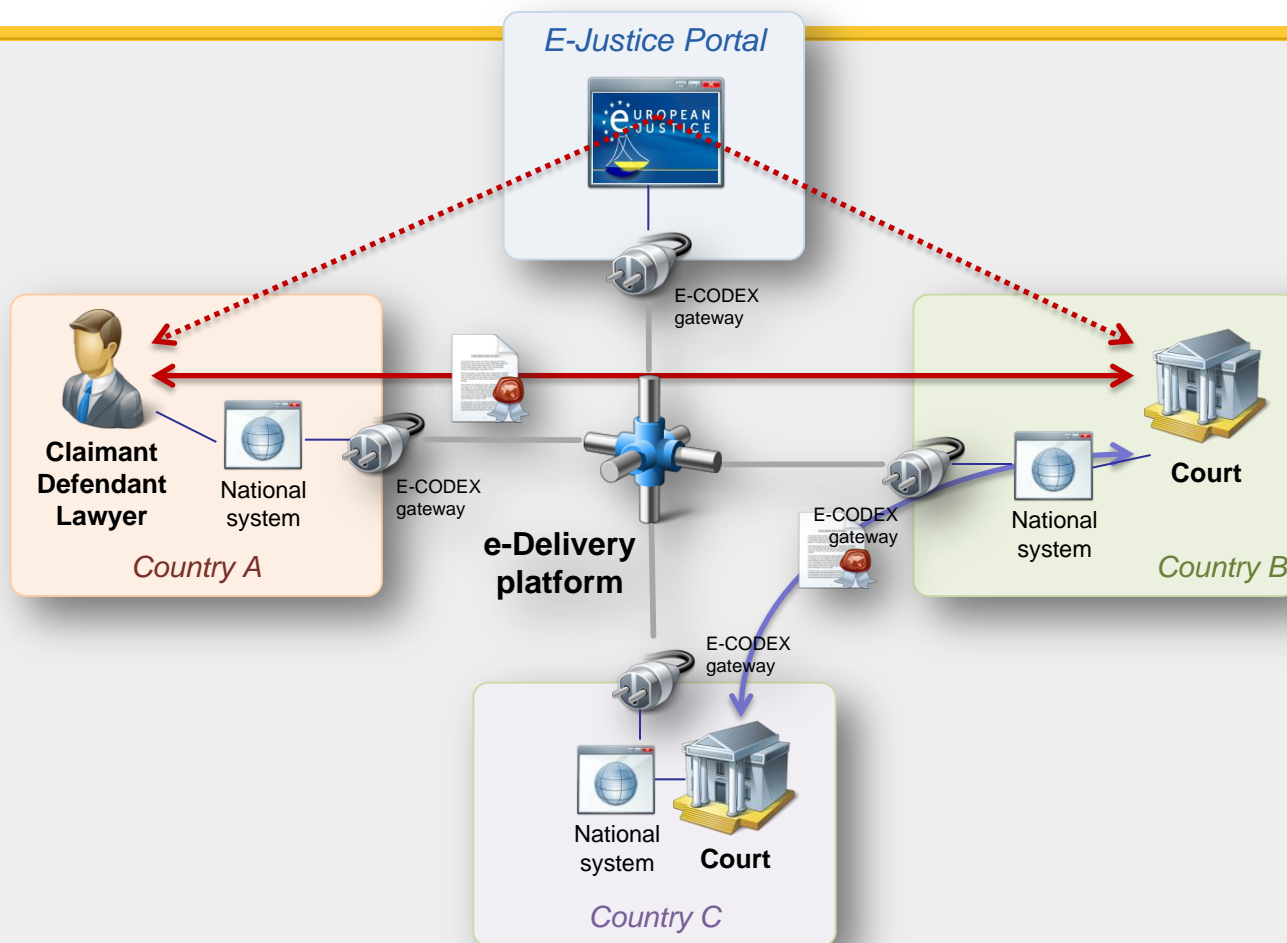 E-Justice Portal
EUROPEAN
JUSTICE
E-CODEX
gateway
Claimant
Defendant
Lawyer
National
system
E-CODEX
gateway
Country A
e-Delivery
platform
E-CODEX
gateway
National
system
Court
Country B
E-CODEX
gateway
National
system
Court
Country C